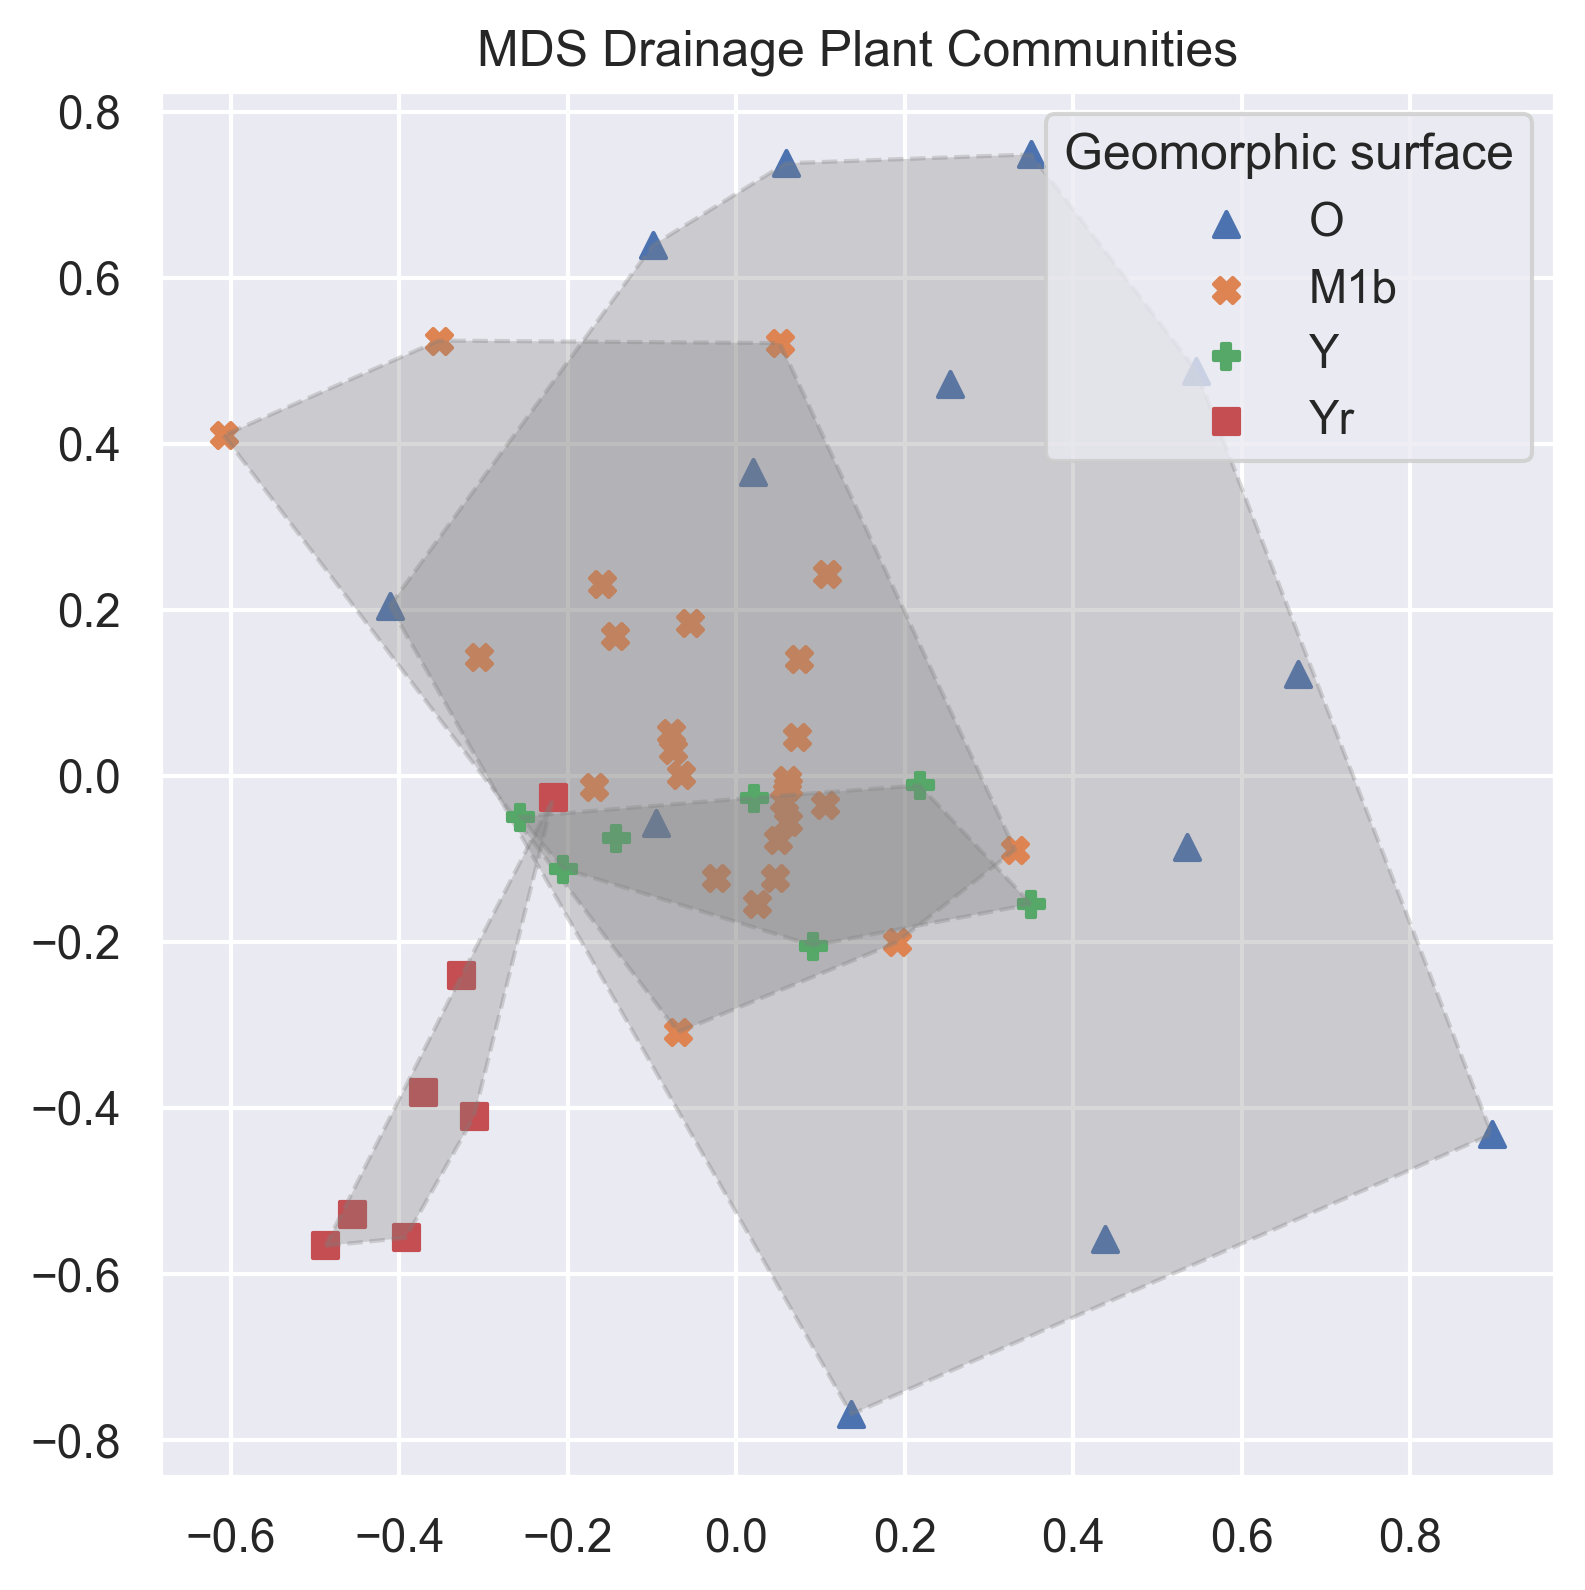 MDS Drainage Plant Communities
Geomorphic surface
O
M1b
Y
Yr
0.8
0.6
0.4
0.2
0.0
−0.2
−0.4
−0.6
−0.8
−0.6 −0.4 −0.2 0.0 0.2 0.4 0.6 0.8